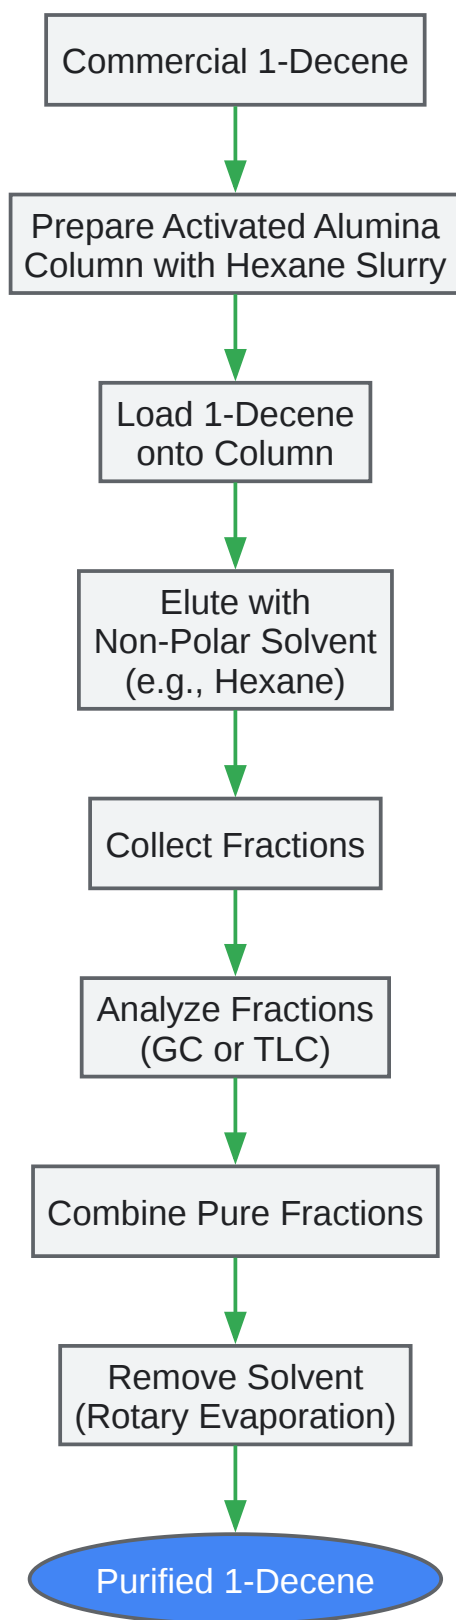 Commercial 1-Decene
Prepare Activated Alumina
Column with Hexane Slurry
Load 1-Decene
onto Column
Elute with
Non-Polar Solvent
(e.g., Hexane)
Collect Fractions
Analyze Fractions
(GC or TLC)
Combine Pure Fractions
Remove Solvent
(Rotary Evaporation)
Purified 1-Decene